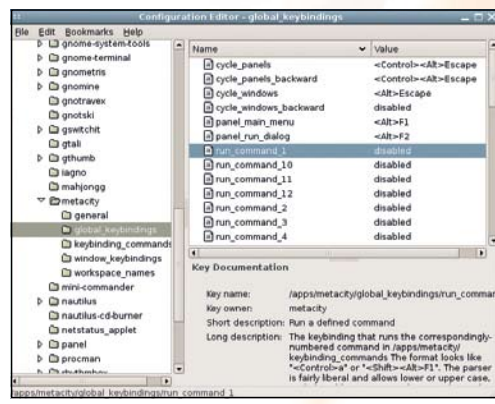 Configuration Editor - global_keybindings
File Edit Bookmarks Help
gnome-system-tools
gnome-terminal
gnometris
gnomine
gnotravex
gnotski
gswitchit
gtali
gthumb
iagno
mahjongg
metacity
general
global_keybindings
keybinding_commands
window_keybindings
workspace_names
mini-commander
nautilus
nautilus-cd-burner
netstatus_applet
panel
procman
rhythmbox
Name Value
cycle_panels <Control><Alt>Escape
cycle_panels_backward <Control><Alt>Escape
cycle_windows <Alt>Escape
cycle_windows_backward disabled
panel_main_menu <Alt>F1
panel_run_dialog <Alt>F2
run_command_1 disabled
run_command_10 disabled
run_command_11 disabled
run_command_12 disabled
run_command_2 disabled
run_command_3 disabled
run_command_4 disabled
Key Documentation
Key name: /apps/metacity/global_keybindings/run_comman
Key owner: metacity
Short description: Run a defined command
Long description: The keybinding that runs the correspondingly-
numbered command in /apps/metacity/
keybinding_commands The format looks like
"<Control>a" or "<Shift><Alt>F1". The parser
is fairly liberal and allows lower or upper case,
/apps/metacity/global_keybindings/run_command_1